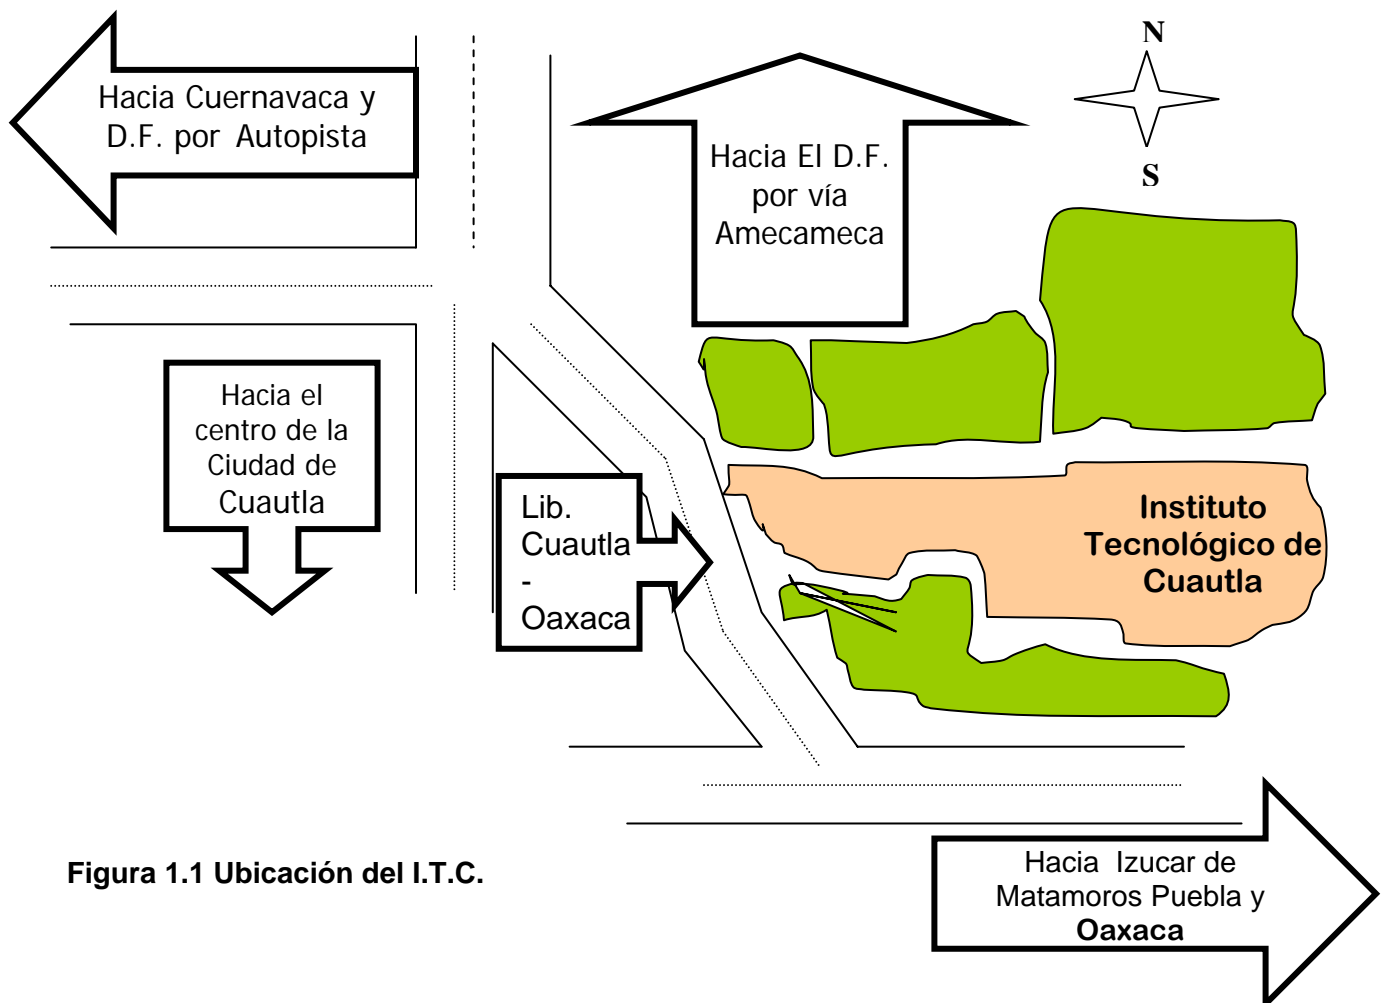 N
Hacia Cuernavaca y
D.F. por Autopista
Hacia El D.F.
por vía
Amecameca
S
Hacia el
centro de la
Ciudad de
Cuautla
Lib.
Cuautla
-
Oaxaca
Instituto
Tecnológico de
Cuautla
Figura 1.1 Ubicación del I.T.C.
Hacia Izucar de
Matamoros Puebla y
Oaxaca